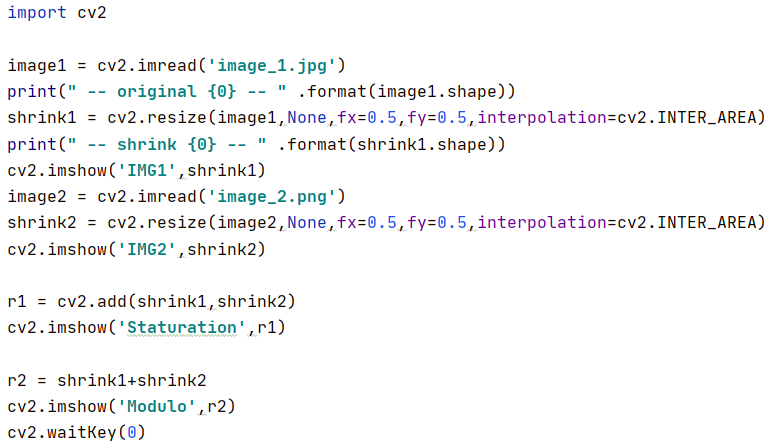 import cv2

image1 = cv2.imread('image_1.jpg')
print(" -- original {0} -- " .format(image1.shape))
shrink1 = cv2.resize(image1,None,fx=0.5,fy=0.5,interpolation=cv2.INTER_AREA)
print(" -- shrink {0} -- " .format(shrink1.shape))
cv2.imshow('IMG1',shrink1)
image2 = cv2.imread('image_2.png')
shrink2 = cv2.resize(image2,None,fx=0.5,fy=0.5,interpolation=cv2.INTER_AREA)
cv2.imshow('IMG2',shrink2)

r1 = cv2.add(shrink1,shrink2)
cv2.imshow('Staturation',r1)

r2 = shrink1+shrink2
cv2.imshow('Modulo',r2)
cv2.waitKey(0)